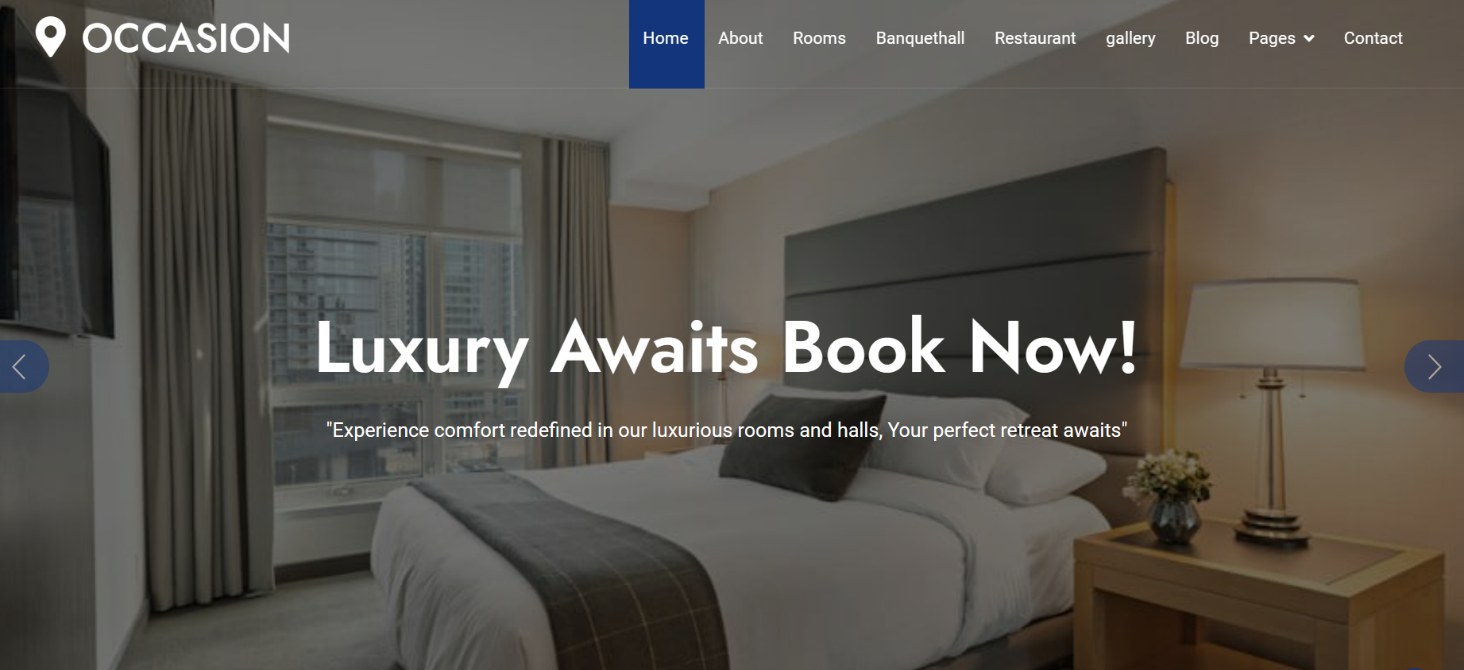 OCCASION
Home About Rooms Banquethall Restaurant gallery Blog Pages Contact
Luxury Awaits Book Now!
"Experience comfort redefined in our luxurious rooms and halls, Your perfect retreat awaits"